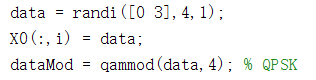 data = randi([0 3],4,1);
X0(:,i) = data;
dataMod = qammod(data,4); % QPSK